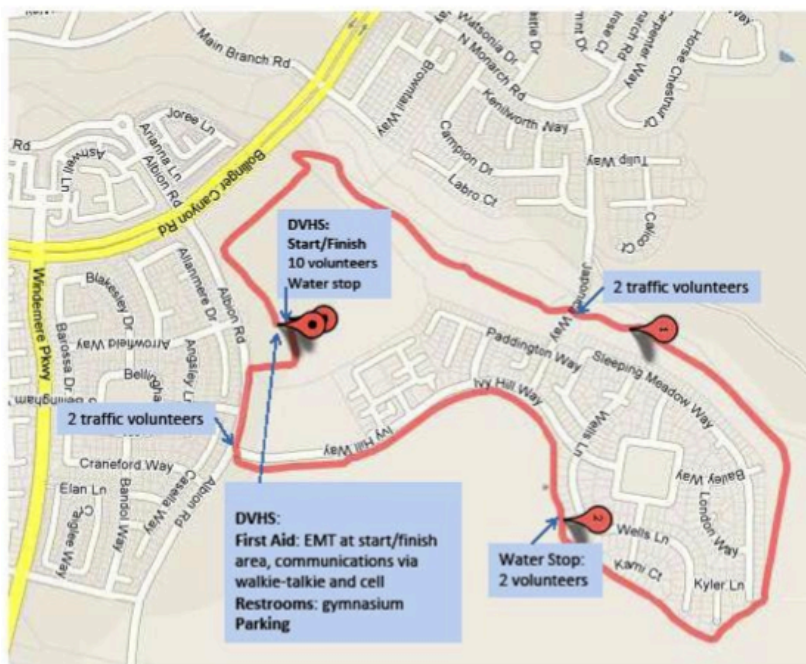 Main Branch Rd
Watsonia Dr
N Monarch Rd
Carpenter Way
Horse Chestnut Dr
Browntail Way
Kenilworth Way
Joree Ln
Arianna Ln
Ashwell Ln
Albion Rd
Rd
Bollinger Canyon Rd
Campion Dr
Labro Ct
Tulip Way
Calico Ct
DVHS:
Start/Finish
10 volunteers
Water stop
Windemere Pkwy
Blakesley Dr
Allanmere Dr
Albion Rd
2 traffic volunteers
Barossa Dr
Arrowfield Way
Angsley Ln
1
Paddington Way
Sleeping Meadow Way
Ivy Hill Way
2 traffic volunteers
Ivy Hill Way
Wells Ln
Bailey Way
London Way
Craneford Way
Casella Way
Albion Rd
Elan Ln
Bandol Way
Craiglee Way
DVHS:
First Aid: EMT at start/finish
area, communications via
walkie-talkie and cell
Restrooms: gymnasium
Parking
2
Wells Ln
Water Stop:
2 volunteers
Kami Ct
Kyler Ln